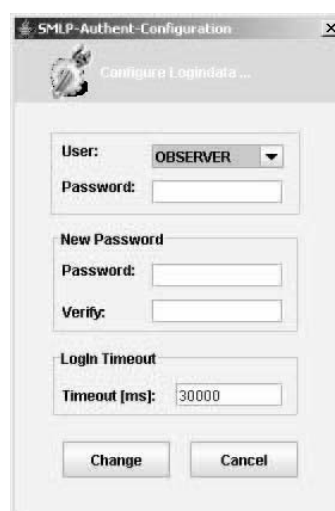 SMLP-Authent-Configuration
Configure Logindata ...
User: OBSERVER
Password:
New Password
Password:
Verify:
LogIn Timeout
Timeout [ms]: 30000
Change Cancel